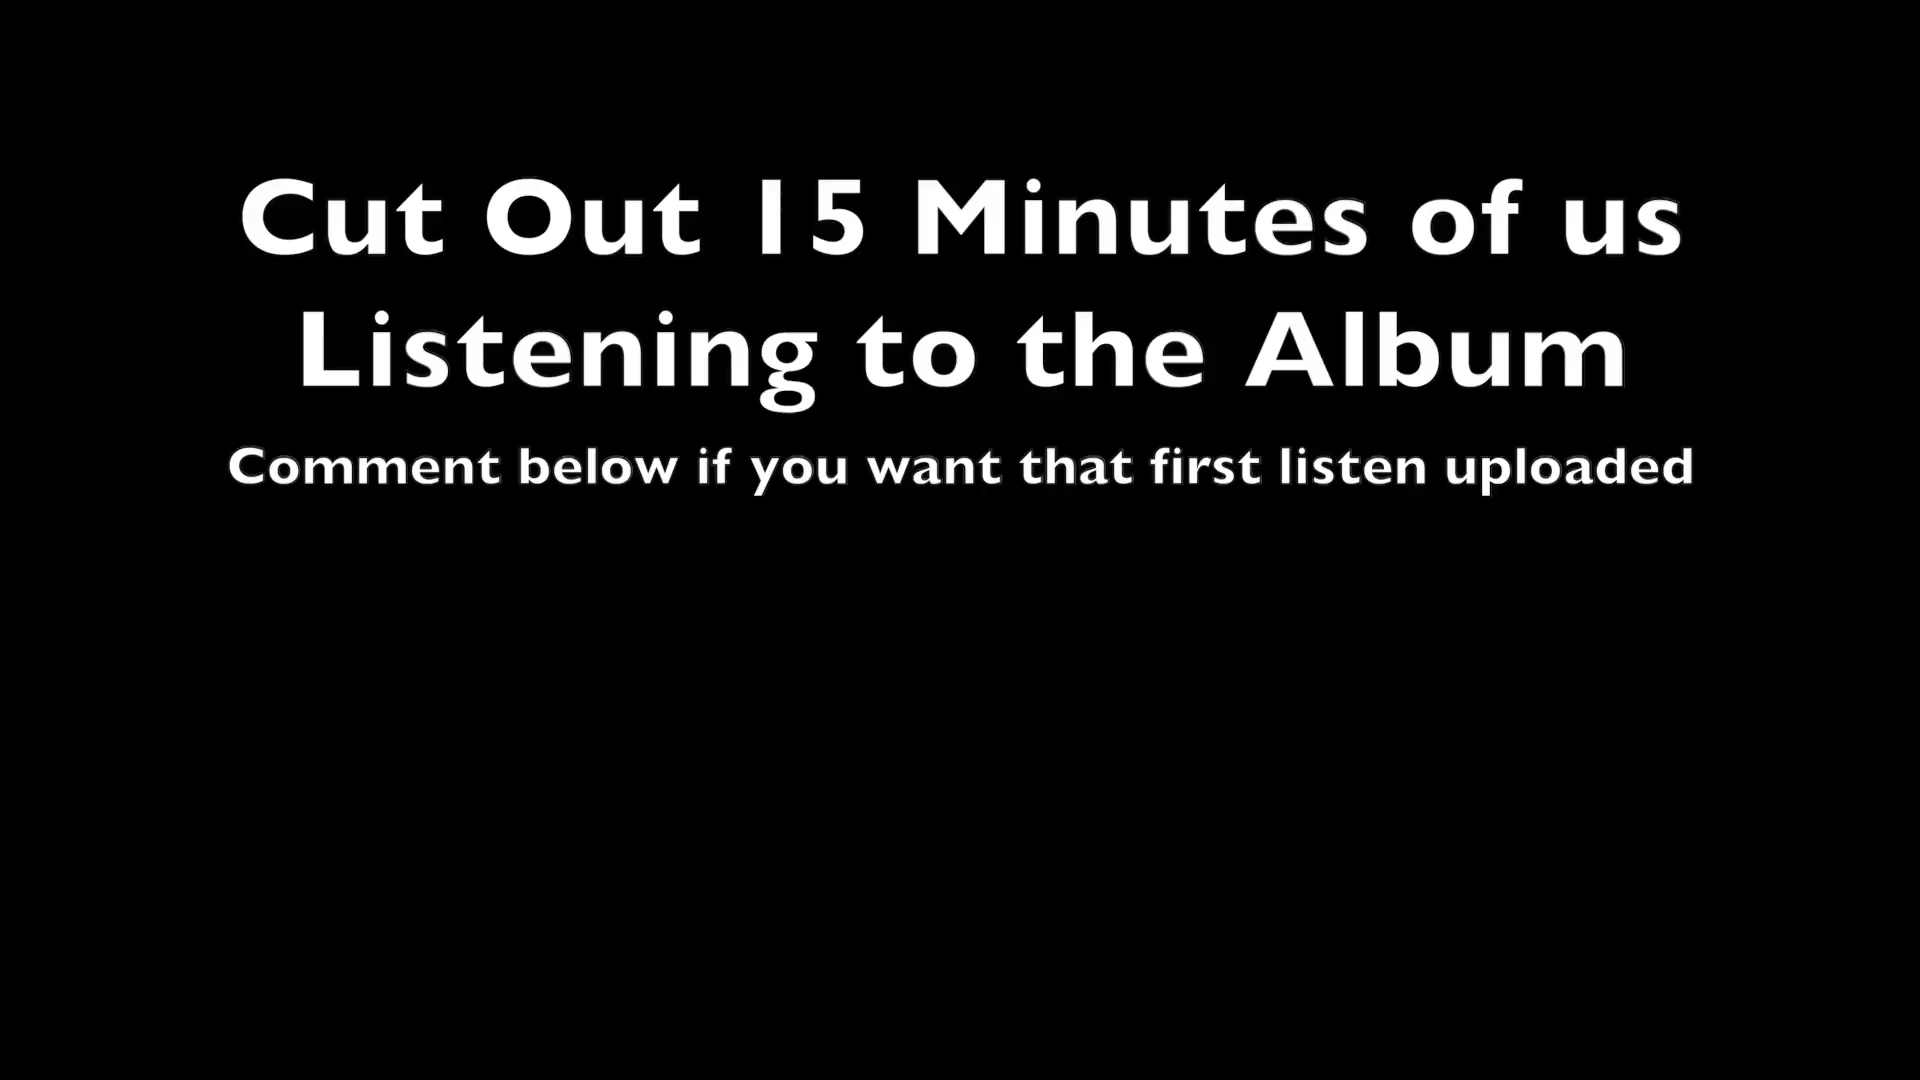 Cut Out 15 Minutes of us
Listening to the Album
Comment below if you want that first listen uploaded